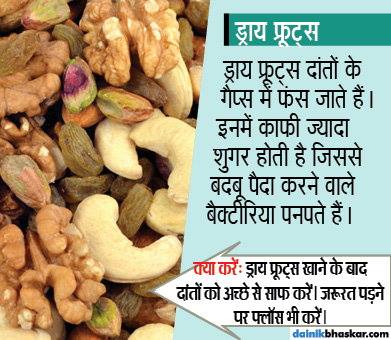 ड्राय फ्रूट्स
ड्राय फ्रूट्स दांतों के
गैप्स में फंस जाते हैं।
इनमें काफी ज्यादा
शुगर होती है जिससे
बदबू पैदा करने वाले
बैक्टीरिया पनपते हैं।
क्या करें: ड्राय फ्रूट्स खाने के बाद
दांतों को अच्छे से साफ करें। जरूरत पड़ने
पर फ्लॉस भी करें।
dainikbhaskar.com